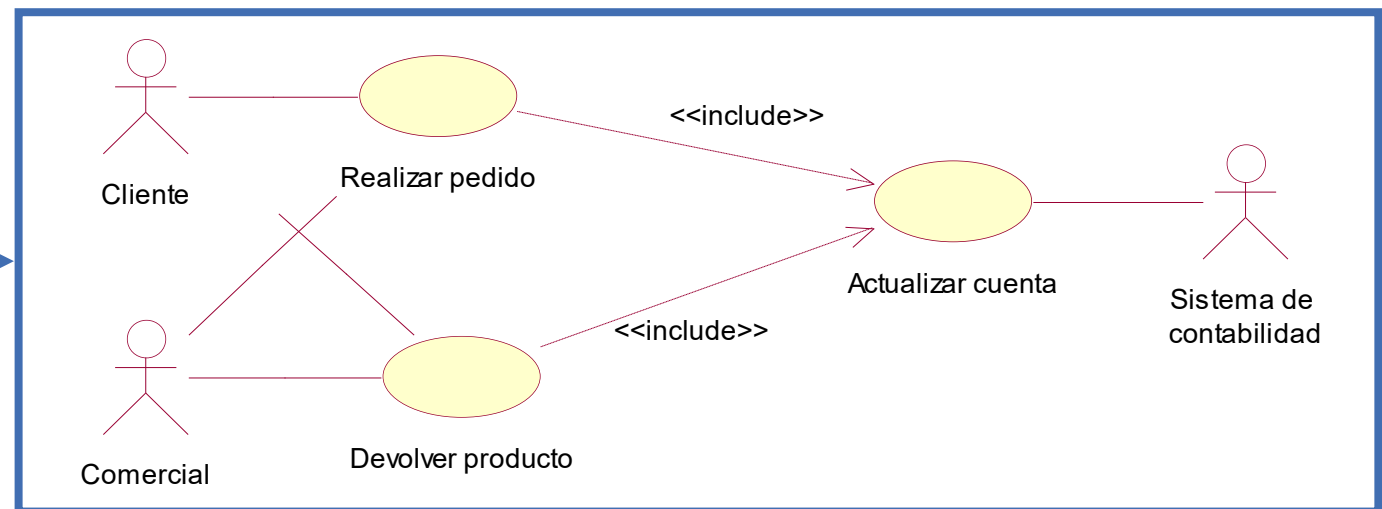 <<include>>
Realizar pedido
Cliente
Actualizar cuenta
Sistema de
contabilidad
<<include>>
Devolver producto
Comercial